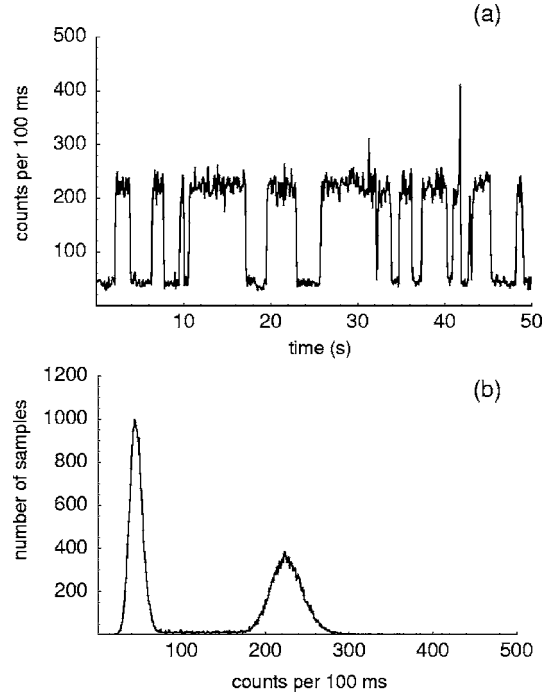 (a)
500
400
300
200
100
counts per 100 ms
10 20 30 40 50
time (s)
(b)
1200
1000
800
600
400
200
number of samples
100 200 300 400 500
counts per 100 ms